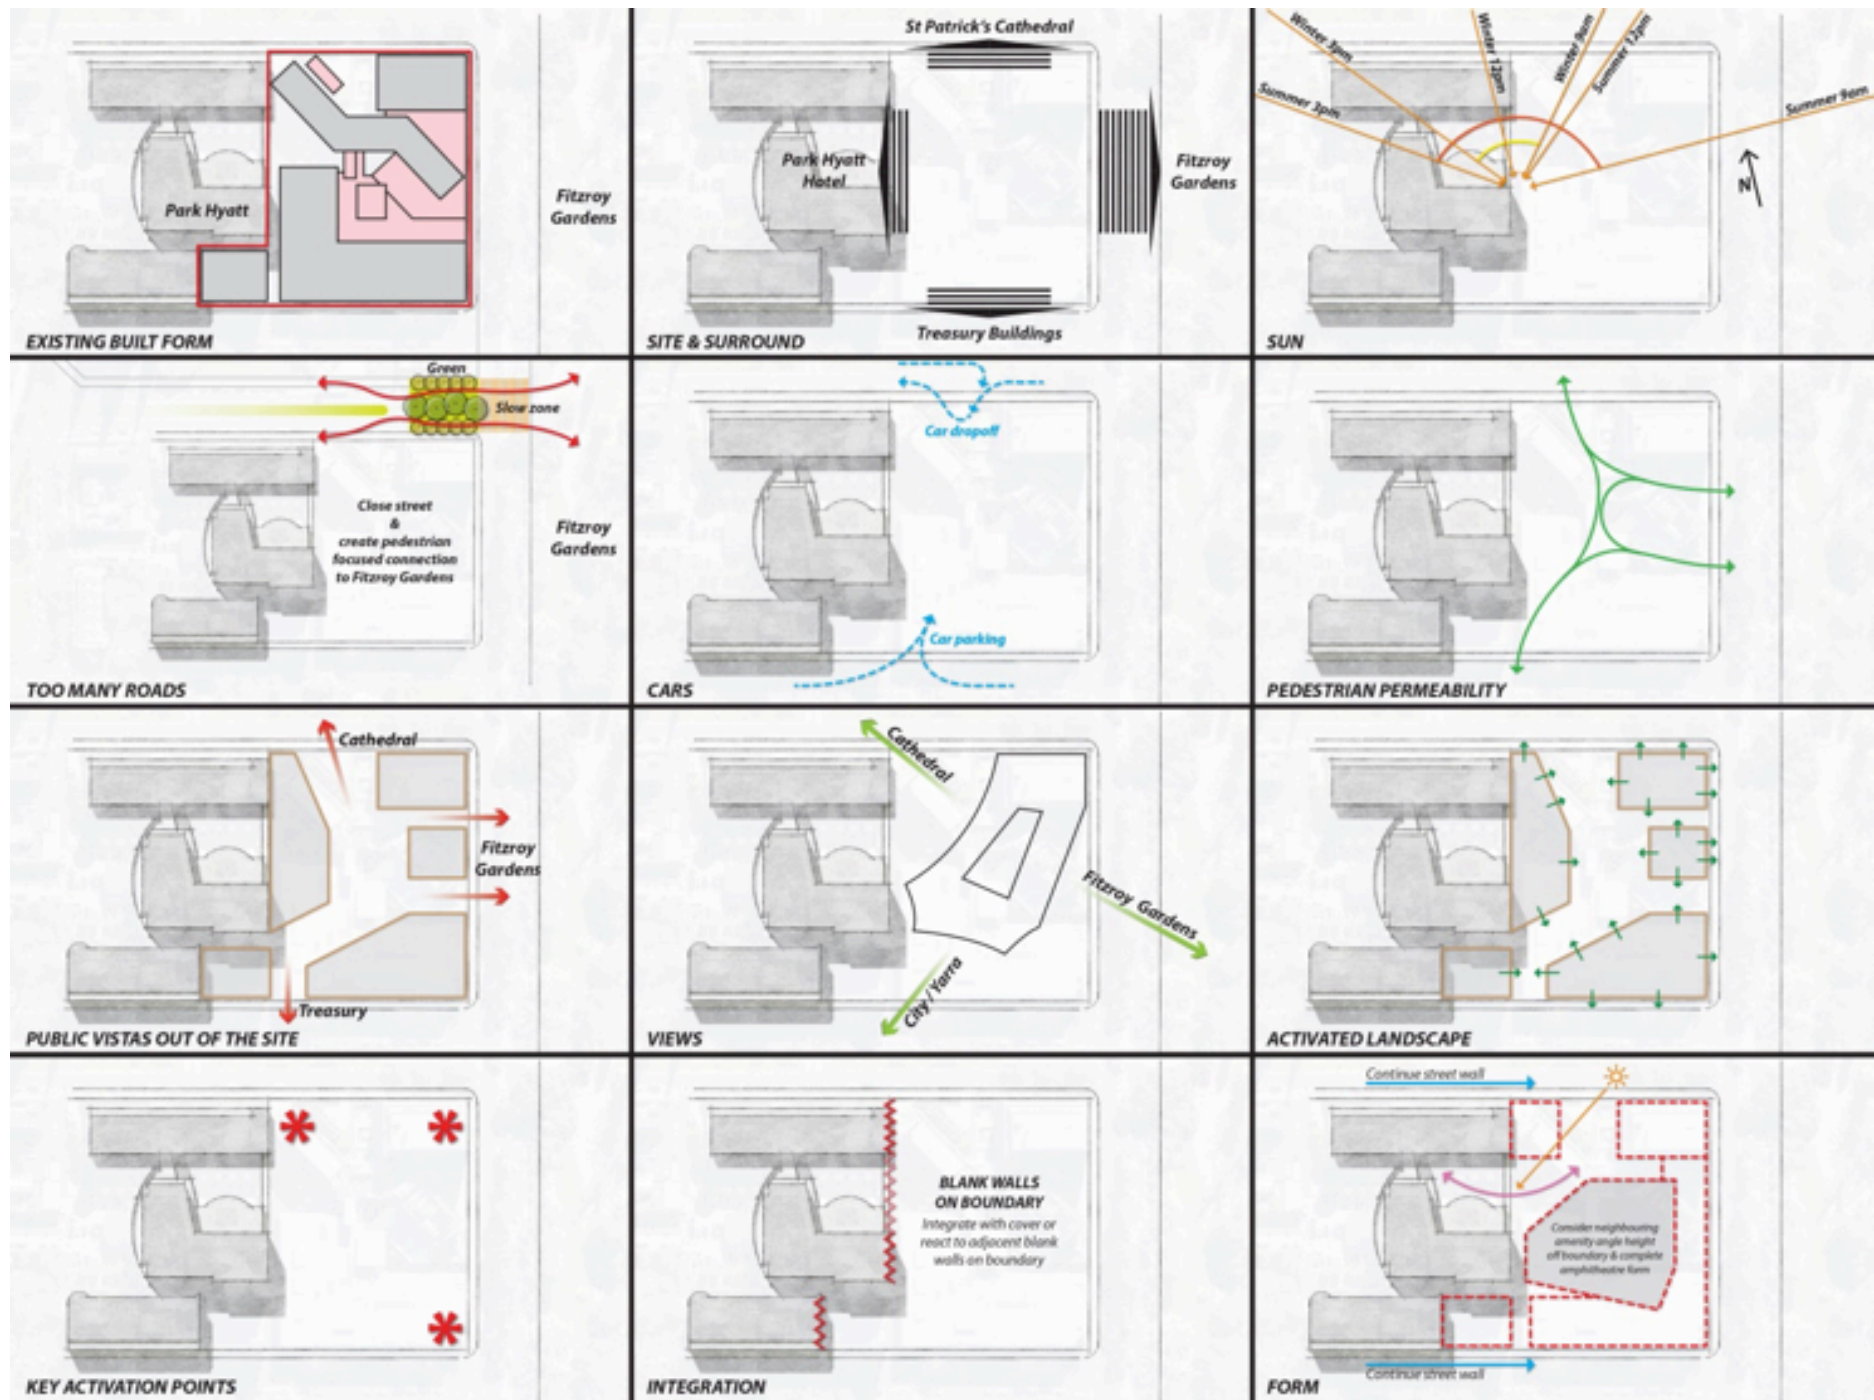 Park Hyatt
Fitzroy
Gardens
EXISTING BUILT FORM
St Patrick's Cathedral
Park Hyatt
Hotel
Fitzroy
Gardens
Treasury Buildings
SITE & SURROUND
Winter 3pm
Winter 12pm
Winter 9am
Summer 12pm
Summer 3pm
Summer 9am
N
SUN
Green
Slow zone
Close street
&
create pedestrian
focused connection
to Fitzroy Gardens
Fitzroy
Gardens
TOO MANY ROADS
Car dropoff
Car parking
CARS
PEDESTRIAN PERMEABILITY
Cathedral
Fitzroy
Gardens
Treasury
PUBLIC VISTAS OUT OF THE SITE
Cathedral
Fitzroy Gardens
City / Yarra
VIEWS
ACTIVATED LANDSCAPE
KEY ACTIVATION POINTS
BLANK WALLS
ON BOUNDARY
Integrate with cover or
react to adjacent blank
walls on boundary
INTEGRATION
Continue street wall
Consider neighbouring
amenity angle height
off boundary & complete
amphitheatre form
Continue street wall
FORM